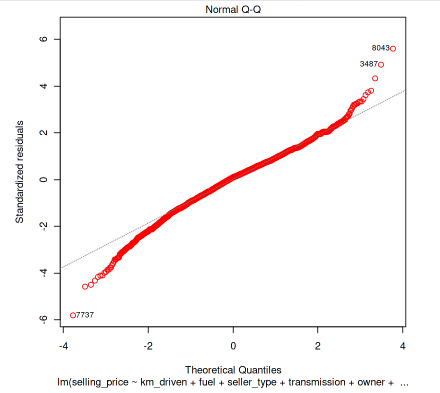 Normal Q-Q
Standardized residuals
6
4
2
0
-2
-4
-6
8043
3487
7737
-4 -2 0 2 4
Theoretical Quantiles
lm(selling_price ~ km_driven + fuel + seller_type + transmission + owner + ...